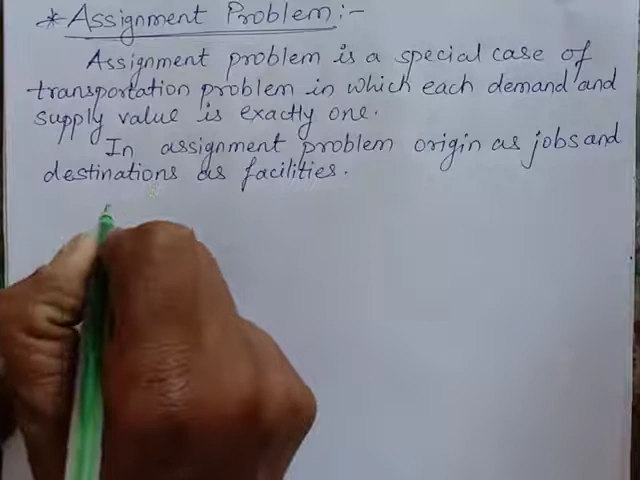 * Assignment Problem :-
Assignment problem is a special case of
transportation problem in which each demand and
supply value is exactly one.
In assignment problem origin as jobs and
destinations as facilities.